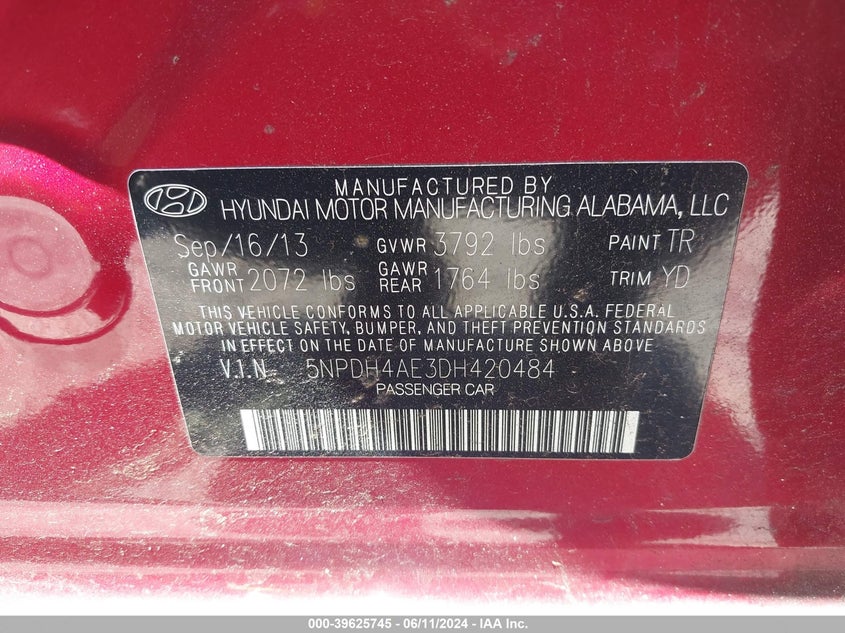 MANUFACTURED BY
HYUNDAI MOTOR MANUFACTURING ALABAMA, LLC
Sep/16/13 GVWR 3792 lbs PAINT TR
GAWR FRONT 2072 lbs GAWR REAR 1764 lbs TRIM YD
THIS VEHICLE CONFORMS TO ALL APPLICABLE U.S.A. FEDERAL
MOTOR VEHICLE SAFETY, BUMPER, AND THEFT PREVENTION STANDARDS
IN EFFECT ON THE DATE OF MANUFACTURE SHOWN ABOVE
V.I.N 5NPDH4AE3DH420484
PASSENGER CAR
000-39625745 - 06/11/2024 - IAA Inc.